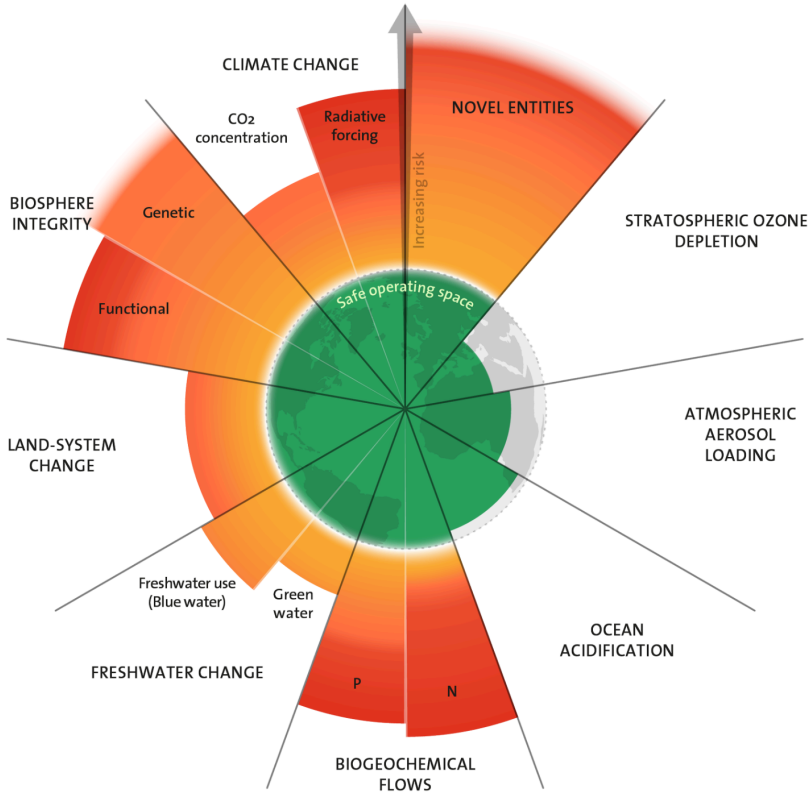 CLIMATE CHANGE
CO2
concentration
Radiative
forcing
Increasing risk
NOVEL ENTITIES
STRATOSPHERIC OZONE
DEPLETION
ATMOSPHERIC
AEROSOL
LOADING
OCEAN
ACIDIFICATION
BIOGEOCHEMICAL
FLOWS
P
N
FRESHWATER CHANGE
Freshwater use
(Blue water)
Green
water
LAND-SYSTEM
CHANGE
BIOSPHERE
INTEGRITY
Genetic
Functional
Safe operating space